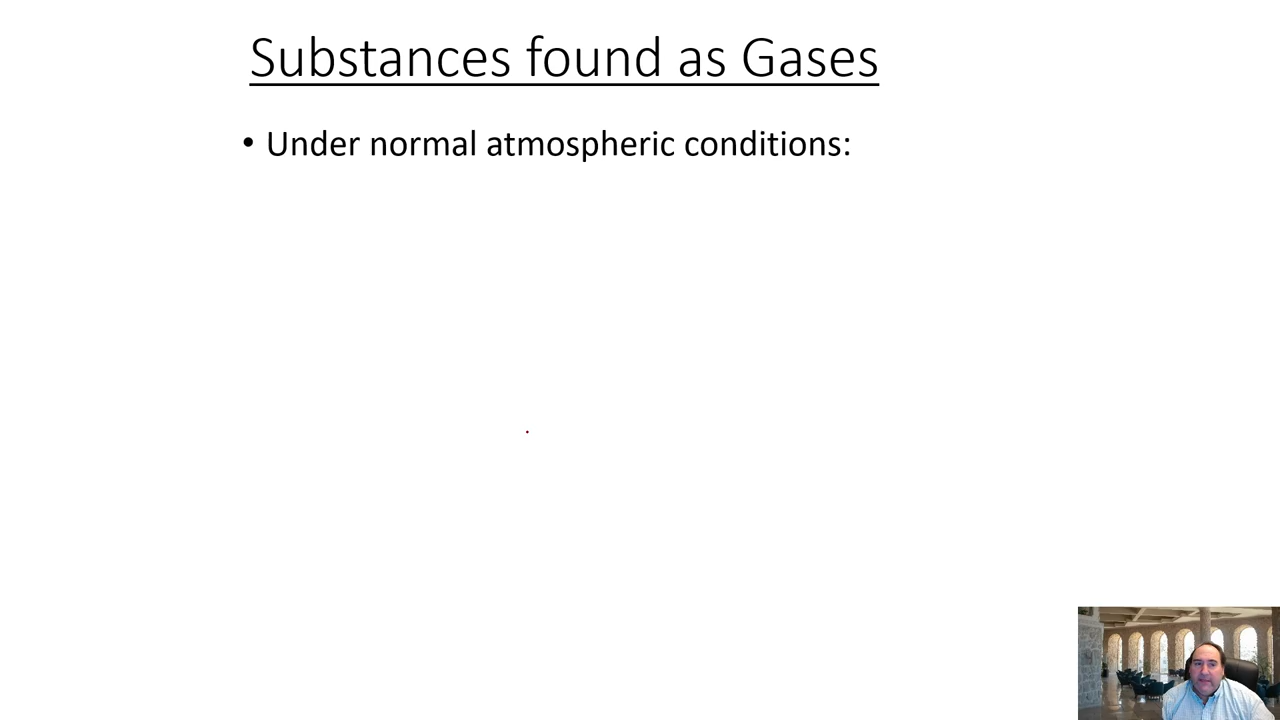 Substances found as Gases
• Under normal atmospheric conditions: